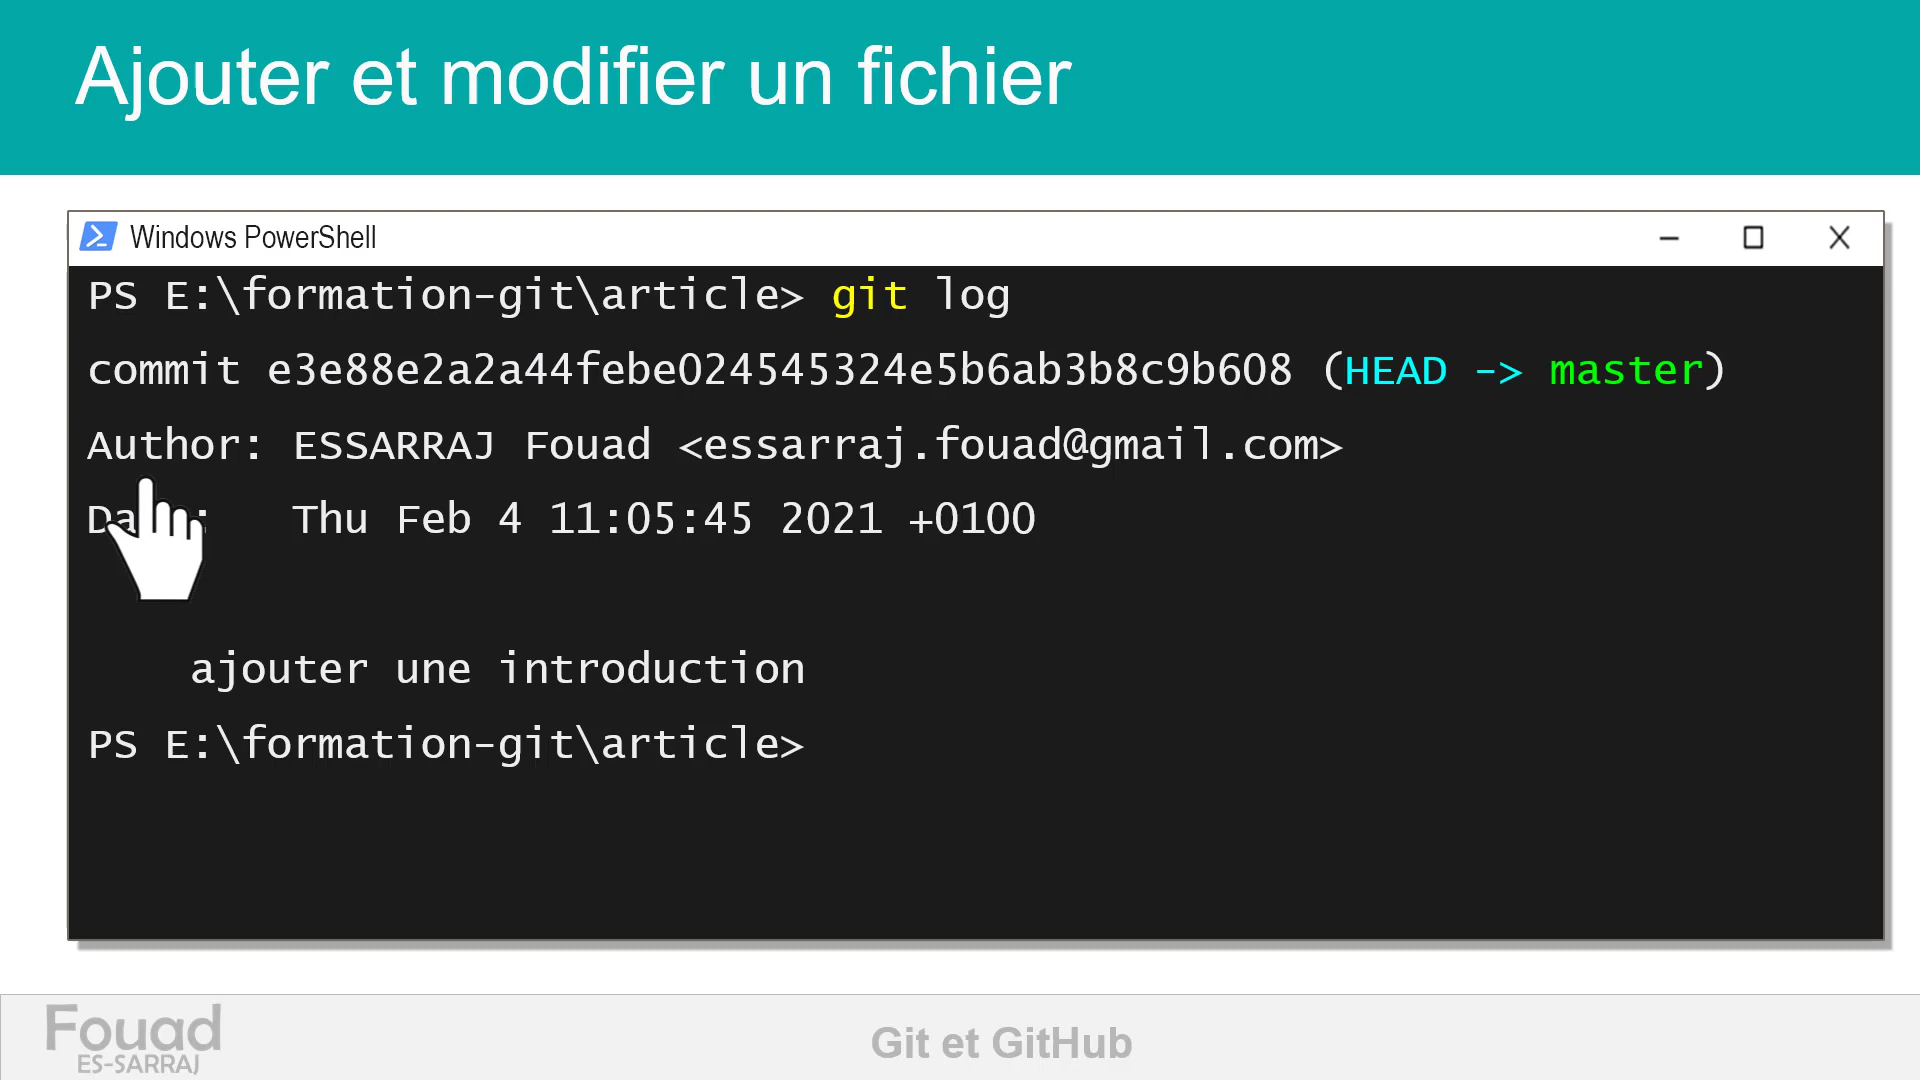 Ajouter et modifier un fichier
Windows PowerShell
PS E:\formation-git\article> git log
commit e3e88e2a2a44febe024545324e5b6ab3b8c9b608 (HEAD -> master)
Author: ESSARRAJ Fouad <essarraj.fouad@gmail.com>
Thu Feb 4 11:05:45 2021 +0100
ajouter une introduction
PS E:\formation-git\article>
Fouad
ES-SARRAJ
Git et GitHub